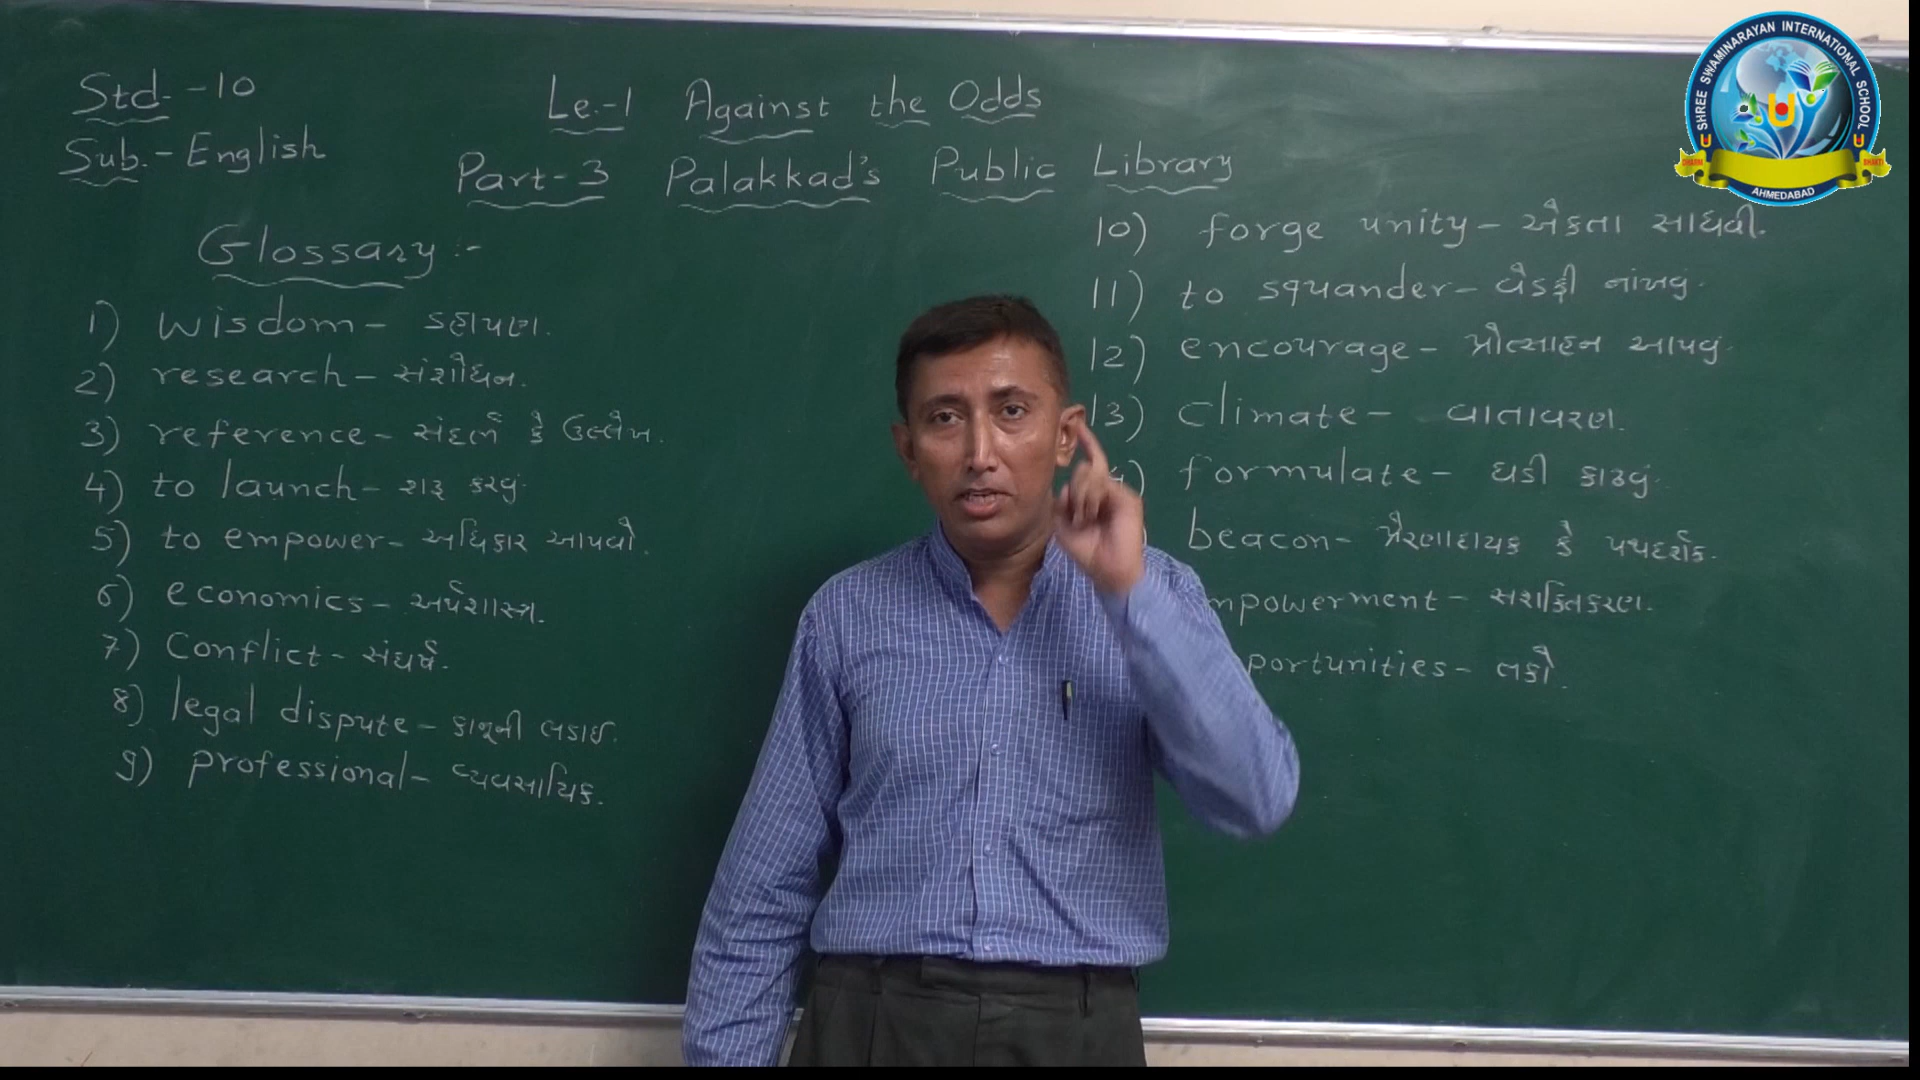 Std.-10
Sub.-English
Le.-1 Against the Odds
Part-3 Palakkad's Public Library
Glossary :-
1) wisdom - ડહાપણ.
2) research - સંશોધન.
3) reference - સંદર્ભ કે ઉલ્લેખ.
4) to launch - શરૂ કરવું.
5) to empower - અધિકાર આપવો.
6) economics - અર્થશાસ્ત્ર.
7) Conflict - સંઘર્ષ.
8) legal dispute - કાનૂની લડાઈ.
9) professional - વ્યવસાયિક.
10) forge unity - એકતા સાધવી.
11) to squander - વેડફી નાંખવું.
12) encourage - પ્રોત્સાહન આપવું.
13) Climate - વાતાવરણ.
4) formulate - ઘડી કાઢવું.
) beacon - પ્રેરણાદાયક કે પથદર્શક.
mpowerment - સશક્તિકરણ.
portunities - તકો.
SHREE SWAMINARAYAN INTERNATIONAL SCHOOL
DHARM BHAKTI
AHMEDABAD